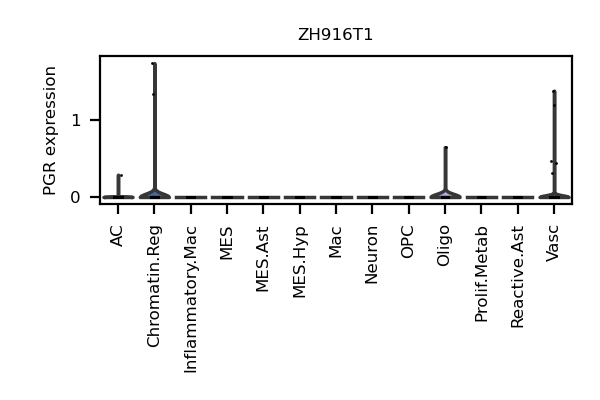 ZH916T1
PGR expression
1
0
AC
Chromatin.Reg
Inflammatory.Mac
MES
MES.Ast
MES.Hyp
Mac
Neuron
OPC
Oligo
Prolif.Metab
Reactive.Ast
Vasc